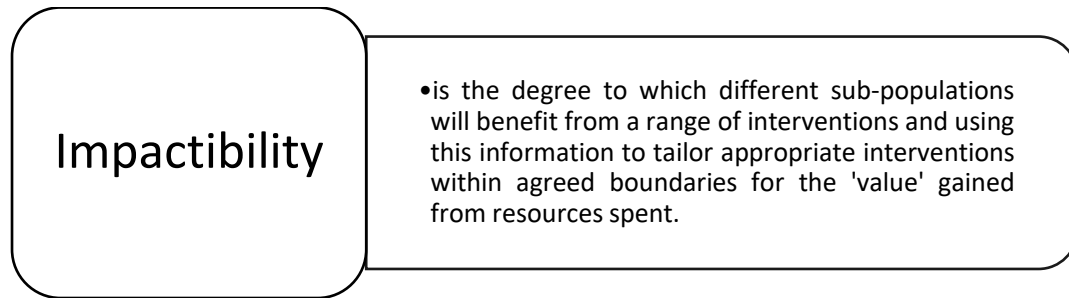 Impactibility
•is the degree to which different sub-populations
will benefit from a range of interventions and using
this information to tailor appropriate interventions
within agreed boundaries for the 'value' gained
from resources spent.